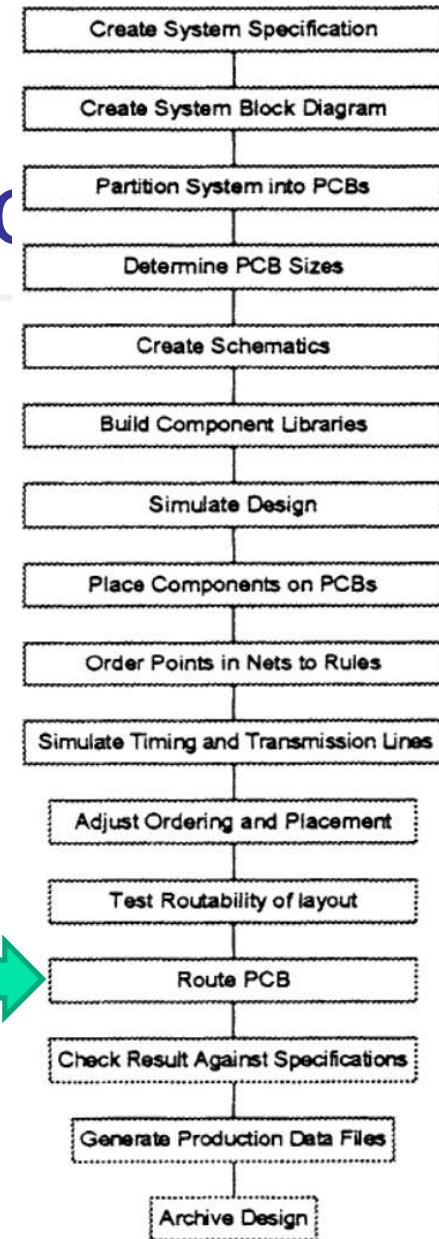 Create System Specification
Create System Block Diagram
Partition System into PCBs
Determine PCB Sizes
Create Schematics
Build Component Libraries
Simulate Design
Place Components on PCBs
Order Points in Nets to Rules
Simulate Timing and Transmission Lines
Adjust Ordering and Placement
Test Routability of layout
Route PCB
Check Result Against Specifications
Generate Production Data Files
Archive Design